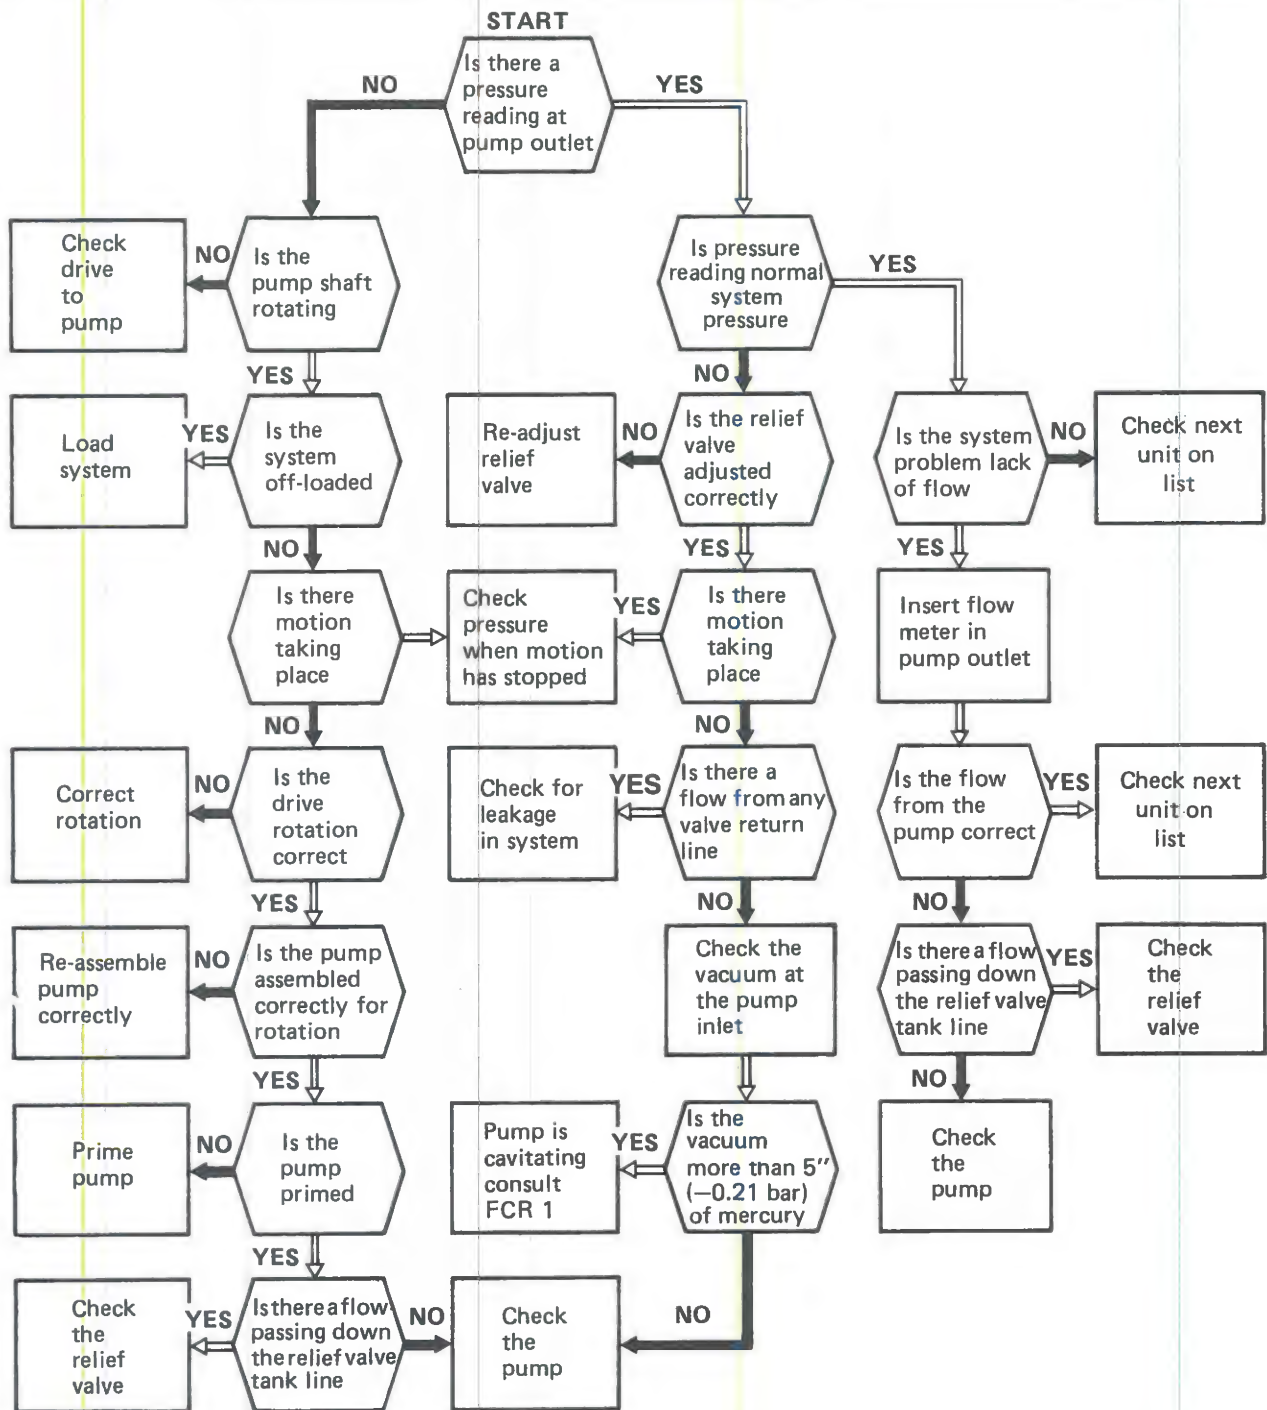 START
Is there a
pressure
reading at
pump outlet
NO
YES
Check
drive
to
pump
NO
Is the
pump shaft
rotating
Is pressure
reading normal
system
pressure
YES
YES
NO
Load
system
YES
Is the
system
off-loaded
Re-adjust
relief
valve
NO
Is the relief
valve
adjusted
correctly
Is the system
problem lack
of flow
NO
Check next
unit on
list
NO
YES
YES
Is there
motion
taking
place
Check
pressure
when motion
has stopped
YES
Is there
motion
taking
place
Insert flow
meter in
pump outlet
NO
NO
Correct
rotation
NO
Is the
drive
rotation
correct
Check for
leakage
in system
YES
Is there a
flow from any
valve return
line
Is the flow
from the
pump correct
YES
Check next
unit on
list
YES
NO
NO
Re-assemble
pump
correctly
NO
Is the pump
assembled
correctly for
rotation
Check the
vacuum at
the pump
inlet
Is there a flow
passing down
the relief valve
tank line
YES
Check
the
relief
valve
YES
NO
Prime
pump
NO
Is the
pump
primed
Pump is
cavitating
consult
FCR 1
YES
Is the
vacuum
more than 5″
(—0.21 bar)
of mercury
Check
the
pump
YES
Check
the
relief
valve
YES
Is there a flow
passing down
the relief valve
tank line
NO
Check
the
pump
NO